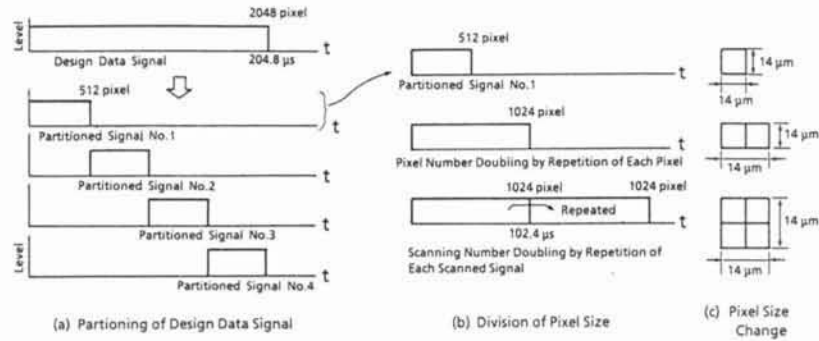 2048 pixel
Level
t
Design Data Signal
204.8 μs
512 pixel
t
Partitioned Signal No.1
t
Partitioned Signal No.2
t
Partitioned Signal No.3
Level
t
Partitioned Signal No.4
(a) Partioning of Design Data Signal
512 pixel
t
Partitioned Signal No.1
1024 pixel
t
Pixel Number Doubling by Repetition of Each Pixel
1024 pixel
1024 pixel
Repeated
t
102.4 μs
Scanning Number Doubling by Repetition of
Each Scanned Signal
(b) Division of Pixel Size
14 μm
14 μm
14 μm
14 μm
14 μm
14 μm
(c) Pixel Size
Change